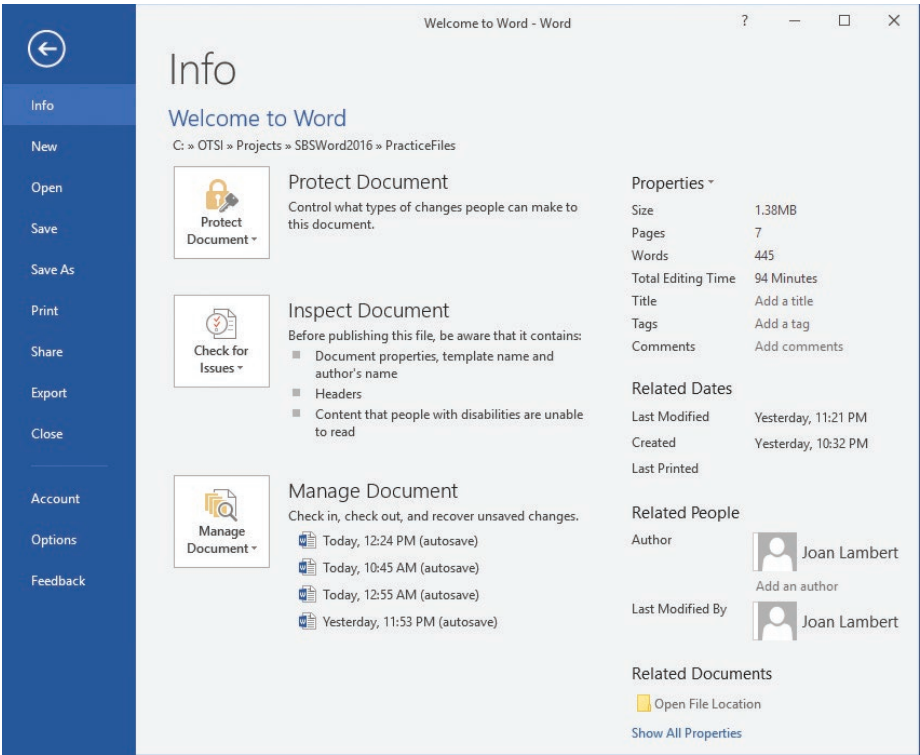 Welcome to Word - Word
?
Info
New
Open
Save
Save As
Print
Share
Export
Close
Account
Options
Feedback
Info
Welcome to Word
C: » OTSI » Projects » SBSWord2016 » PracticeFiles
Protect
Document
Protect Document
Control what types of changes people can make to
this document.
Check for
Issues
Inspect Document
Before publishing this file, be aware that it contains:
Document properties, template name and
author's name
Headers
Content that people with disabilities are unable
to read
Manage
Document
Manage Document
Check in, check out, and recover unsaved changes.
Today, 12:24 PM (autosave)
Today, 10:45 AM (autosave)
Today, 12:55 AM (autosave)
Yesterday, 11:53 PM (autosave)
Properties
Size 1.38MB
Pages 7
Words 445
Total Editing Time 94 Minutes
Title Add a title
Tags Add a tag
Comments Add comments
Related Dates
Last Modified Yesterday, 11:21 PM
Created Yesterday, 10:32 PM
Last Printed
Related People
Author Joan Lambert
Add an author
Last Modified By Joan Lambert
Related Documents
Open File Location
Show All Properties